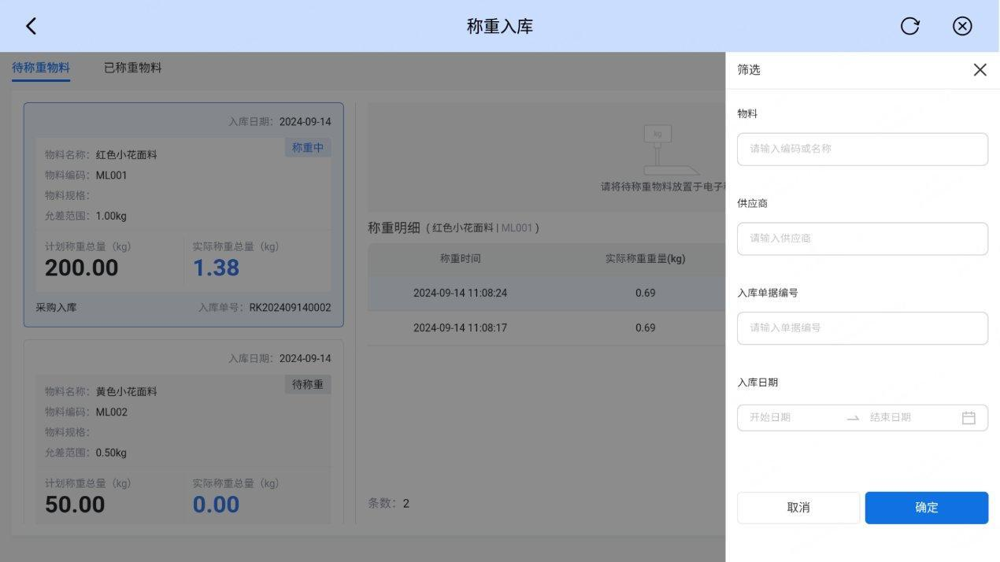 称重入库
待称重物料 已称重物料
入库日期：2024-09-14
称重中
物料名称：红色小花面料
物料编码：ML001
物料规格：
允差范围：1.00kg
计划称重总量（kg） 实际称重总量（kg）
200.00 1.38
采购入库 入库单号：RK202409140002
入库日期：2024-09-14
待称重
物料名称：黄色小花面料
物料编码：ML002
物料规格：
允差范围：0.50kg
计划称重总量（kg） 实际称重总量（kg）
50.00 0.00
kg
请将待称重物料放置于电子
称重明细（红色小花面料 | ML001）
称重时间 实际称重重量(kg)
2024-09-14 11:08:24 0.69
2024-09-14 11:08:17 0.69
条数：2
筛选
物料
请输入编码或名称
供应商
请输入供应商
入库单据编号
请输入单据编号
入库日期
开始日期 结束日期
取消 确定